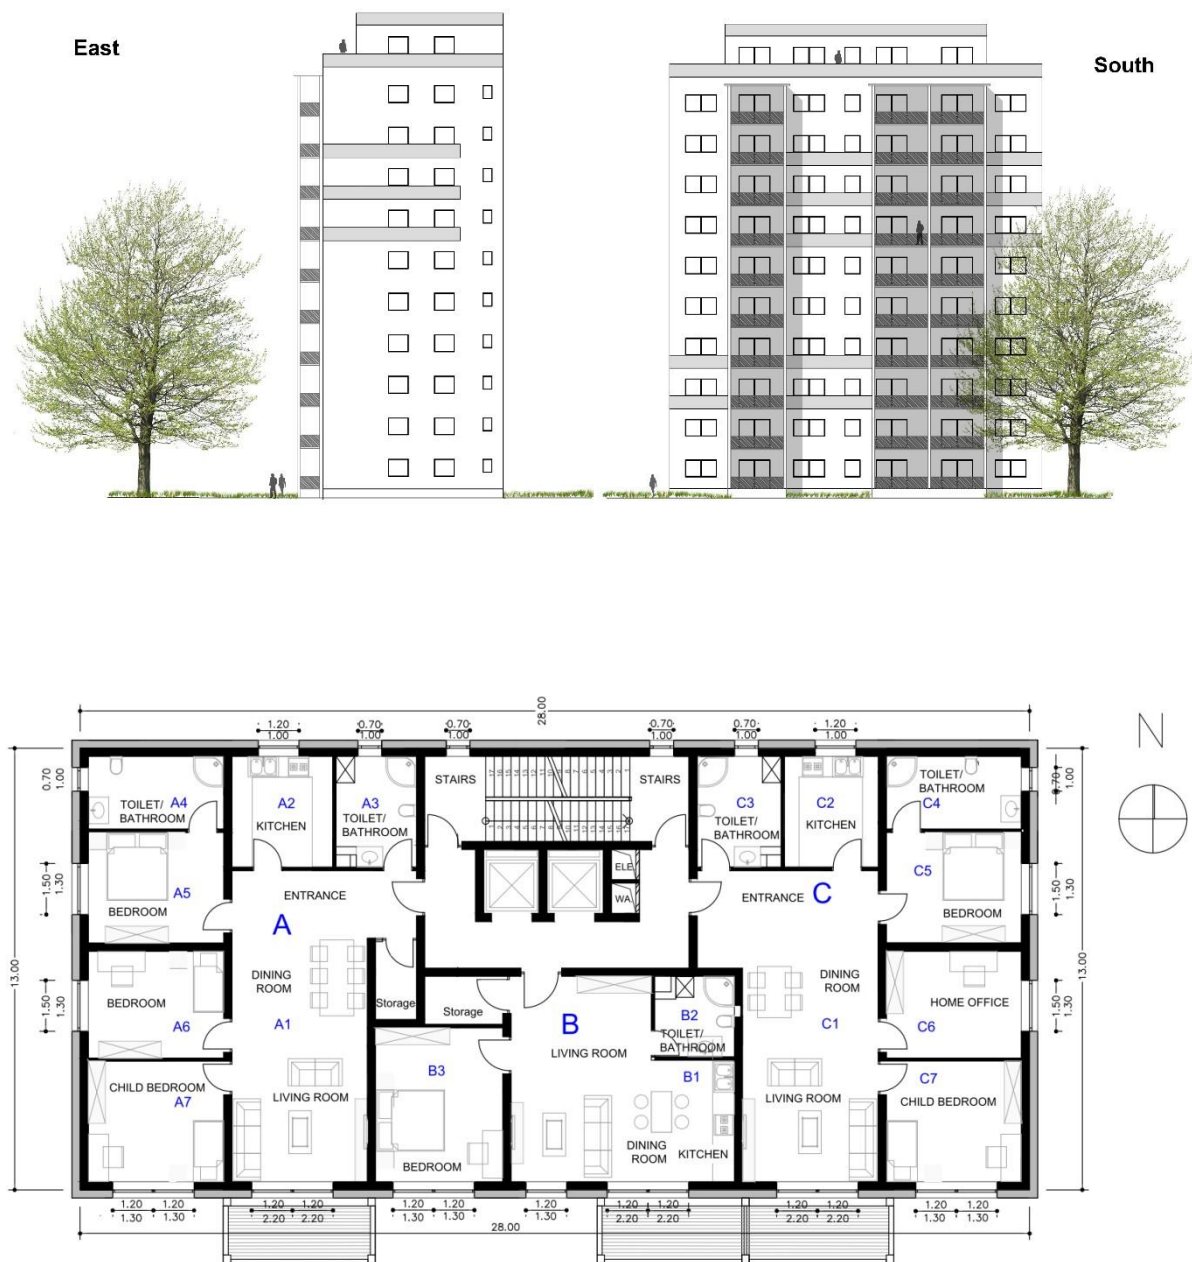 East
South
28.00
1.20
1.00
0.70
1.00
0.70
1.00
0.70
1.00
0.70
1.00
1.20
1.00
N
0.70
1.00
TOILET/
BATHROOM
A4
A2
KITCHEN
A3
TOILET/
BATHROOM
STAIRS
STAIRS
C3
TOILET/
BATHROOM
C2
KITCHEN
TOILET/
BATHROOM
C4
0.70
1.00
ELE
WA
1.50
1.30
A5
BEDROOM
ENTRANCE
A
ENTRANCE
C
C5
BEDROOM
1.50
1.30
13.00
13.00
1.50
1.30
BEDROOM
A6
DINING
ROOM
A1
Storage
Storage
B
LIVING ROOM
B2
TOILET/
BATHROOM
DINING
ROOM
C1
HOME OFFICE
C6
1.50
1.30
CHILD BEDROOM
A7
LIVING ROOM
B3
BEDROOM
B1
DINING
ROOM
KITCHEN
LIVING ROOM
C7
CHILD BEDROOM
1.20 1.20
1.30 1.30
1.20 1.20
2.20 2.20
1.20 1.20
1.30 1.30
1.20
1.30
1.20 1.20
2.20 2.20
1.20 1.20
2.20 2.20
1.20 1.20
1.30 1.30
28.00